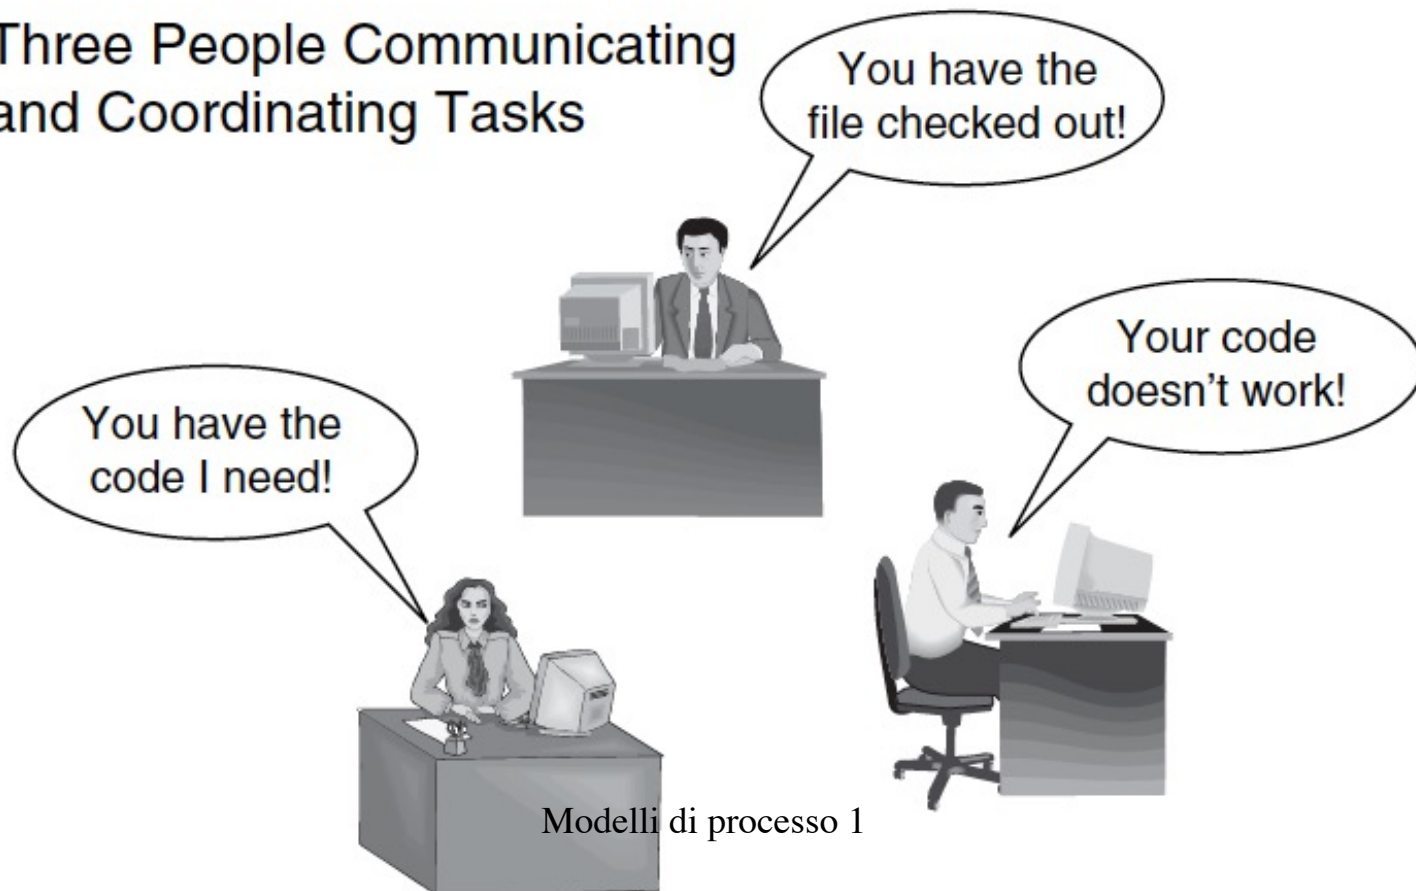 Three People Communicating
and Coordinating Tasks
You have the
file checked out!
Your code
doesn't work!
You have the
code I need!
Modelli di processo 1